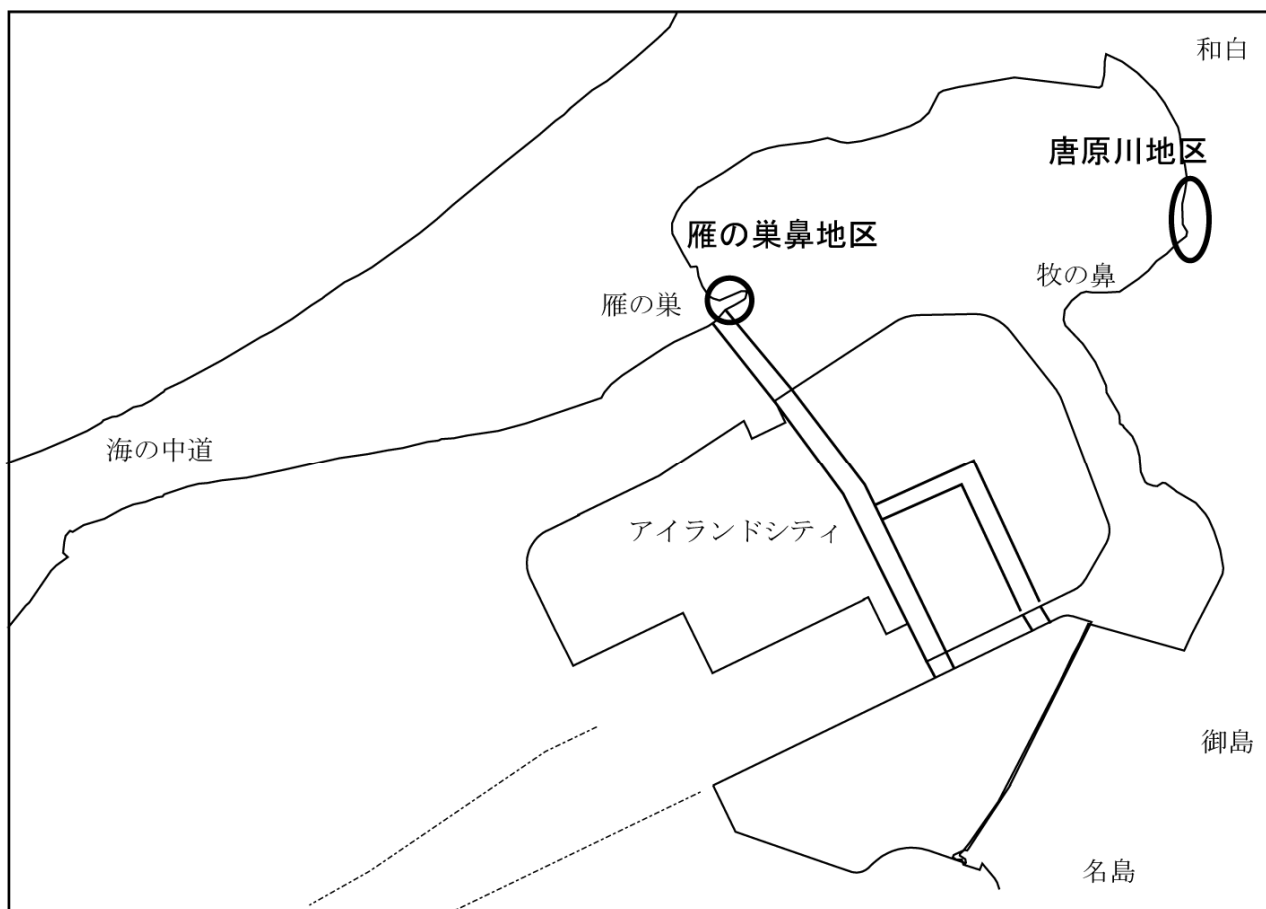 和白
唐原川地区
雁の巣鼻地区
牧の鼻
雁の巣
海の中道
アイランドシティ
御島
名島